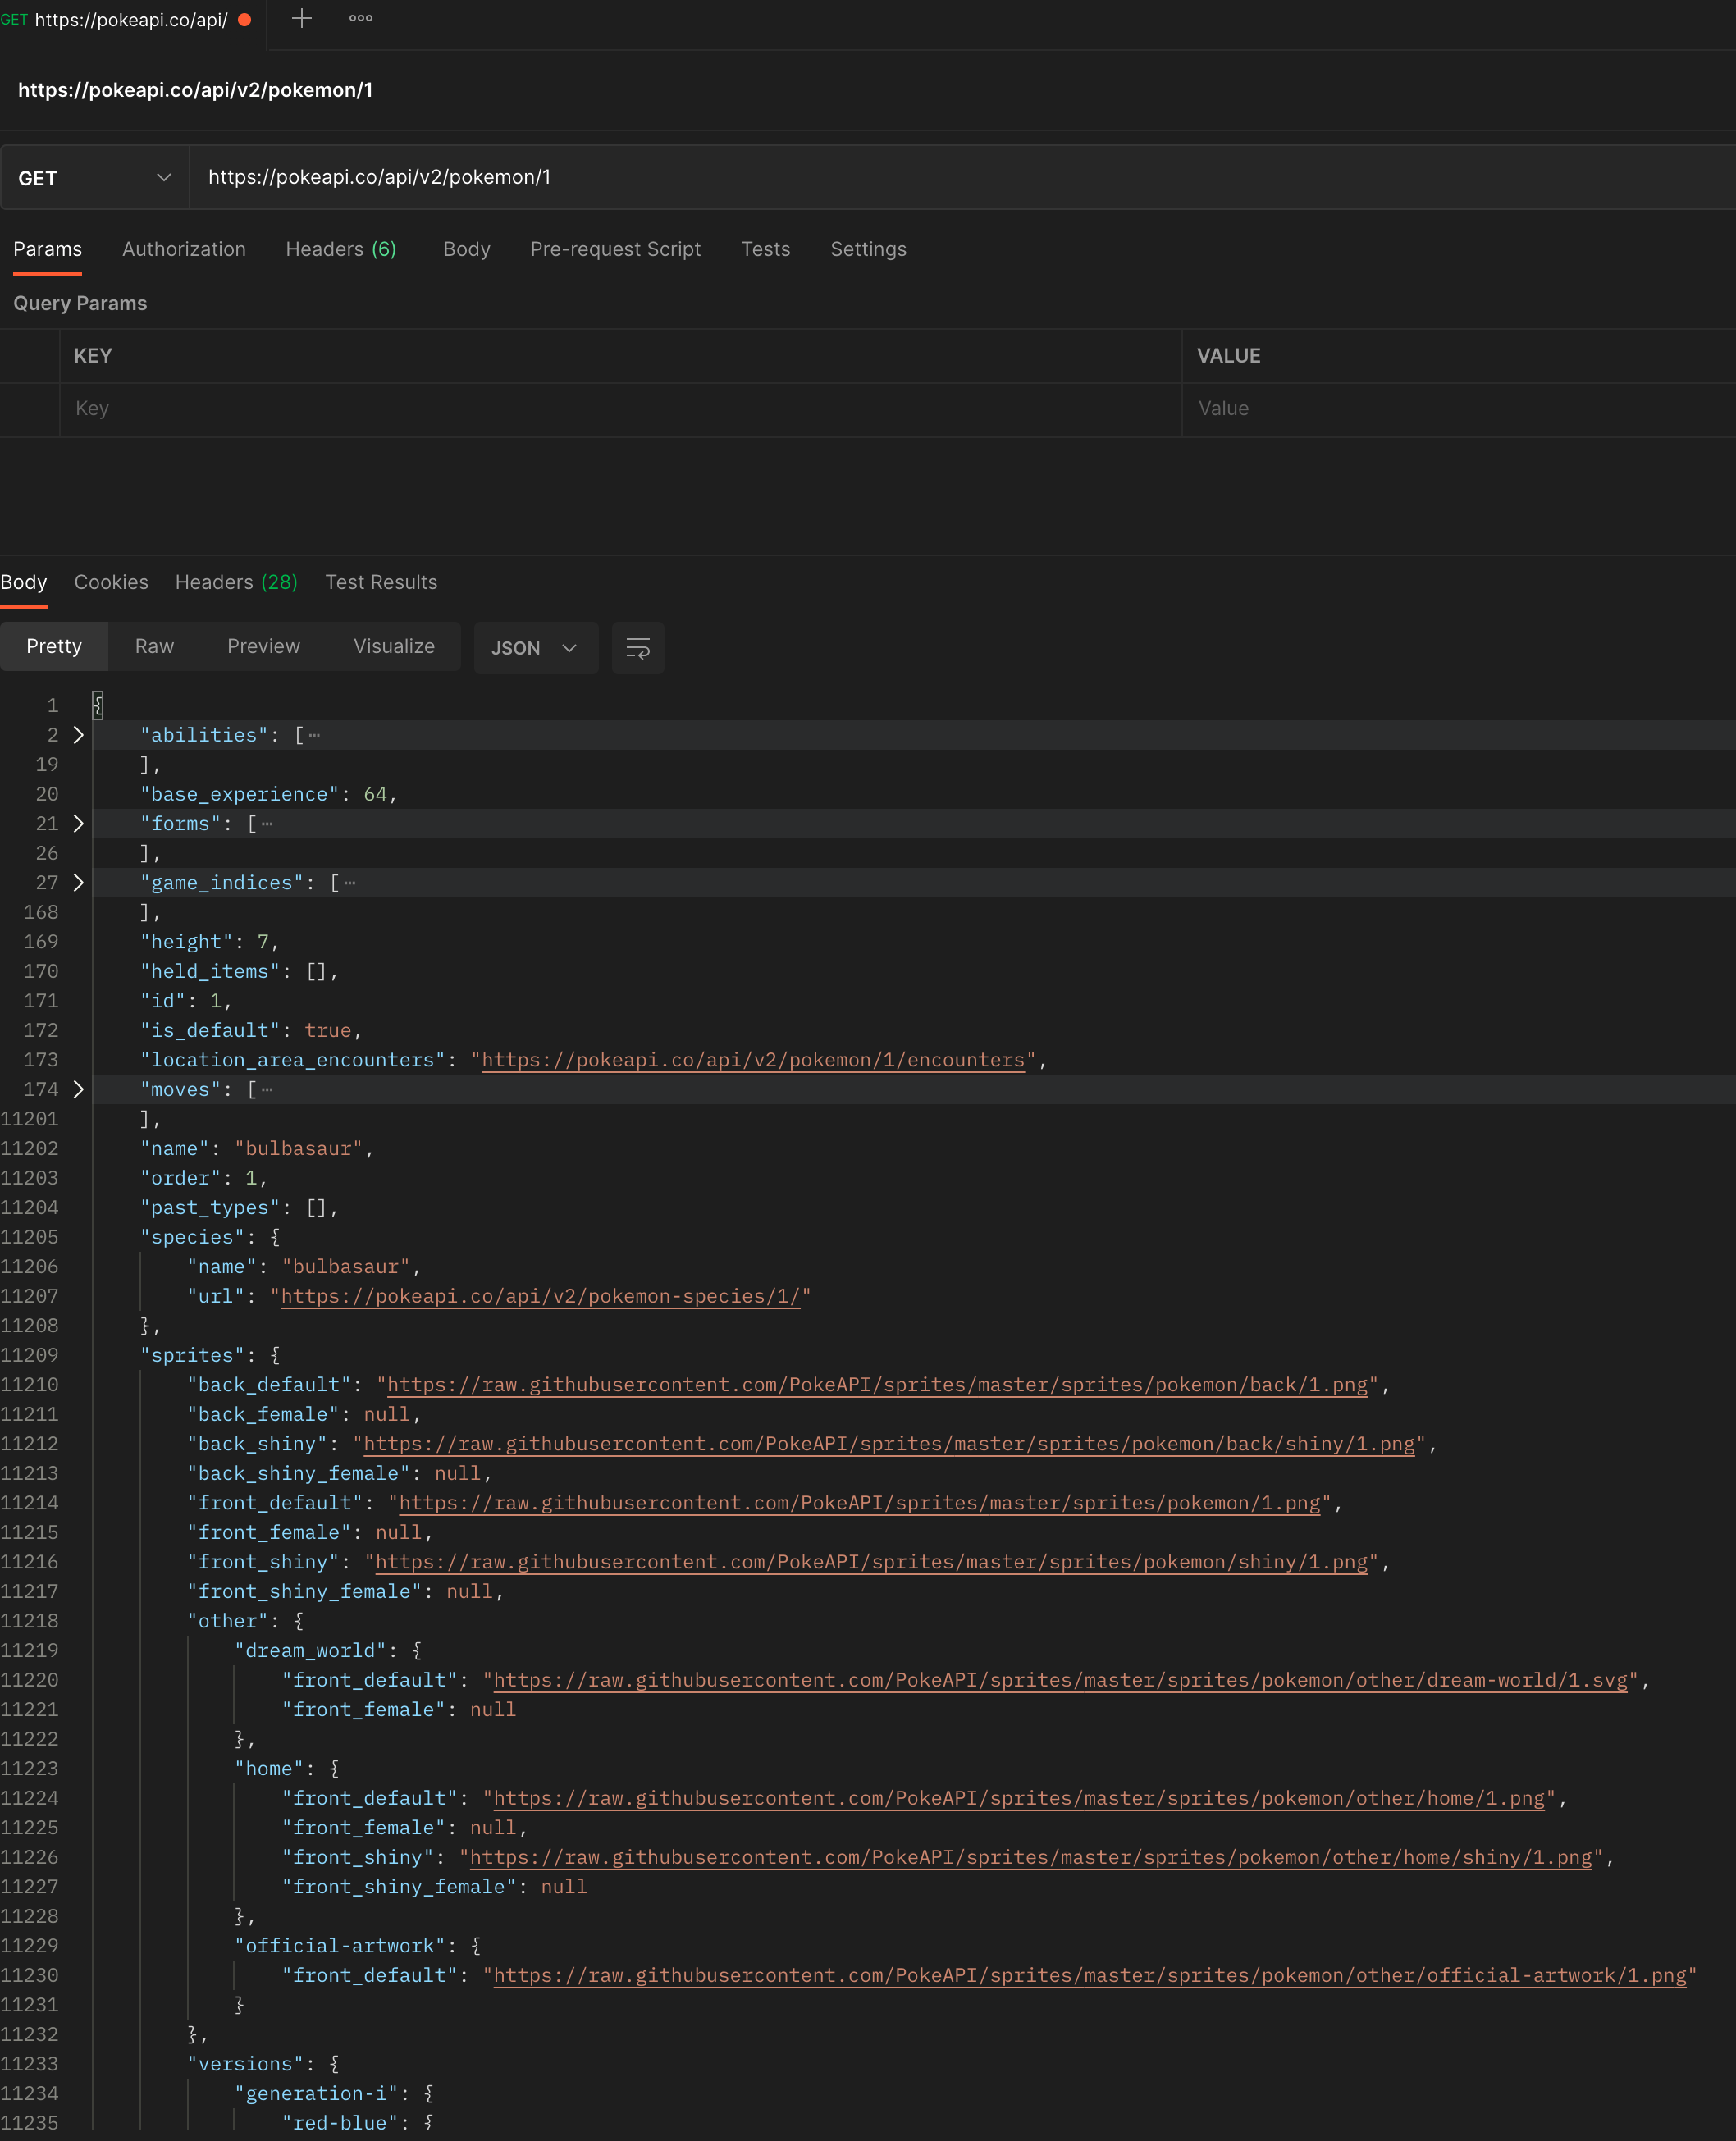 GET https://pokeapi.co/api/
https://pokeapi.co/api/v2/pokemon/1
GET https://pokeapi.co/api/v2/pokemon/1
Params Authorization Headers (6) Body Pre-request Script Tests Settings
Query Params
KEY VALUE
Key Value
Body Cookies Headers (28) Test Results
Pretty Raw Preview Visualize JSON
1 {
2 "abilities": [⋯
19 ],
20 "base_experience": 64,
21 "forms": [⋯
26 ],
27 "game_indices": [⋯
168 ],
169 "height": 7,
170 "held_items": [],
171 "id": 1,
172 "is_default": true,
173 "location_area_encounters": "https://pokeapi.co/api/v2/pokemon/1/encounters",
174 "moves": [⋯
11201 ],
11202 "name": "bulbasaur",
11203 "order": 1,
11204 "past_types": [],
11205 "species": {
11206 "name": "bulbasaur",
11207 "url": "https://pokeapi.co/api/v2/pokemon-species/1/"
11208 },
11209 "sprites": {
11210 "back_default": "https://raw.githubusercontent.com/PokeAPI/sprites/master/sprites/pokemon/back/1.png",
11211 "back_female": null,
11212 "back_shiny": "https://raw.githubusercontent.com/PokeAPI/sprites/master/sprites/pokemon/back/shiny/1.png",
11213 "back_shiny_female": null,
11214 "front_default": "https://raw.githubusercontent.com/PokeAPI/sprites/master/sprites/pokemon/1.png",
11215 "front_female": null,
11216 "front_shiny": "https://raw.githubusercontent.com/PokeAPI/sprites/master/sprites/pokemon/shiny/1.png",
11217 "front_shiny_female": null,
11218 "other": {
11219 "dream_world": {
11220 "front_default": "https://raw.githubusercontent.com/PokeAPI/sprites/master/sprites/pokemon/other/dream-world/1.svg",
11221 "front_female": null
11222 },
11223 "home": {
11224 "front_default": "https://raw.githubusercontent.com/PokeAPI/sprites/master/sprites/pokemon/other/home/1.png",
11225 "front_female": null,
11226 "front_shiny": "https://raw.githubusercontent.com/PokeAPI/sprites/master/sprites/pokemon/other/home/shiny/1.png",
11227 "front_shiny_female": null
11228 },
11229 "official-artwork": {
11230 "front_default": "https://raw.githubusercontent.com/PokeAPI/sprites/master/sprites/pokemon/other/official-artwork/1.png"
11231 }
11232 },
11233 "versions": {
11234 "generation-i": {
11235 "red-blue": {